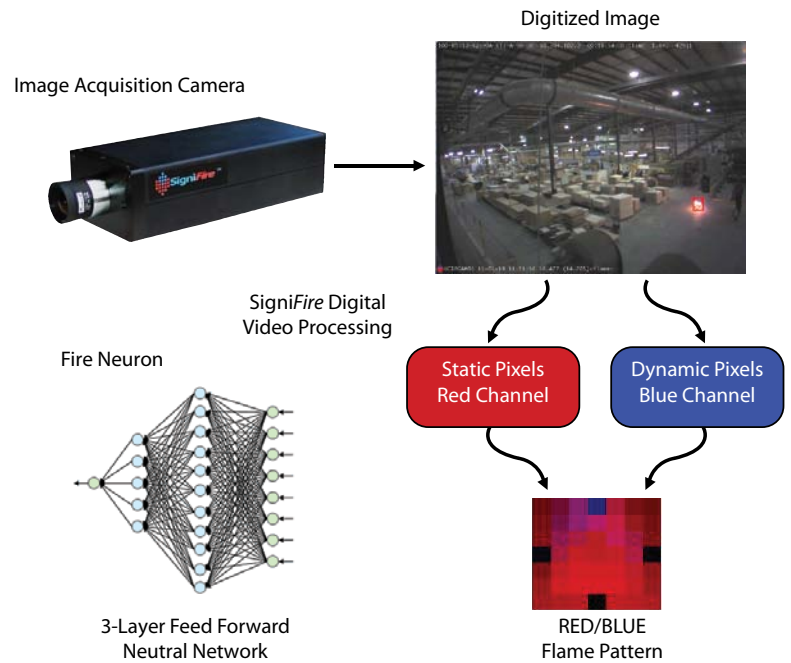 Digitized Image
Image Acquisition Camera
SigniFire
SigniFire Digital
Video Processing
Fire Neuron
Static Pixels
Red Channel
Dynamic Pixels
Blue Channel
3-Layer Feed Forward
Neutral Network
RED/BLUE
Flame Pattern